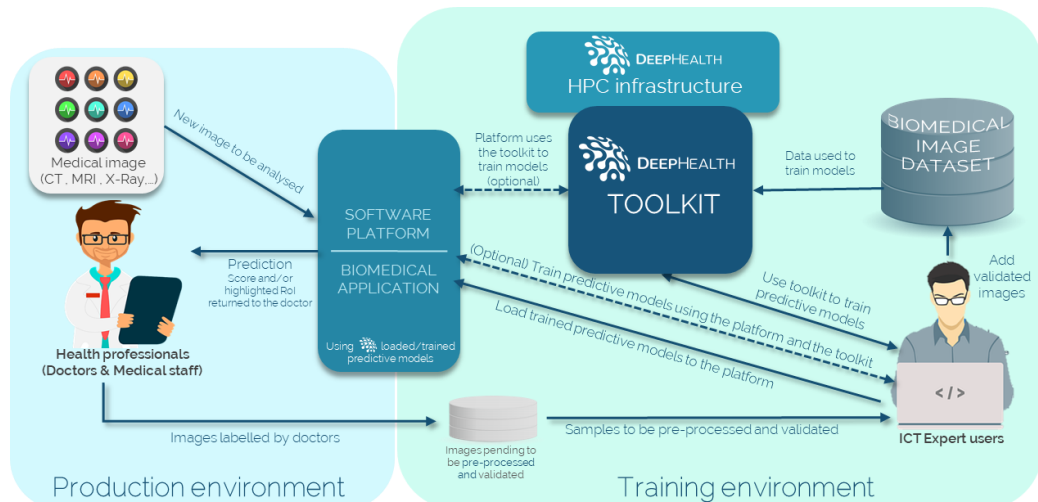 DEEPHEALTH
HPC infrastructure
Medical image
(CT , MRI , X-Ray,...)
New image to be analysed
SOFTWARE
PLATFORM
BIOMEDICAL
APPLICATION
Using loaded/trained
predictive models
Platform uses
the toolkit to
train models
(optional)
DEEPHEALTH
TOOLKIT
Data used to
train models
BIOMEDICAL
IMAGE
DATASET
Prediction
Score and/or
highlighted RoI
returned to the doctor
(Optional) Train predictive models using the platform and the toolkit
Load trained predictive models to the platform
Use toolkit to train
predictive models
Add
validated
images
Health professionals
(Doctors & Medical staff)
</>
ICT Expert users
Images labelled by doctors
Images pending to
be pre-processed
and validated
Samples to be pre-processed and validated
Production environment
Training environment